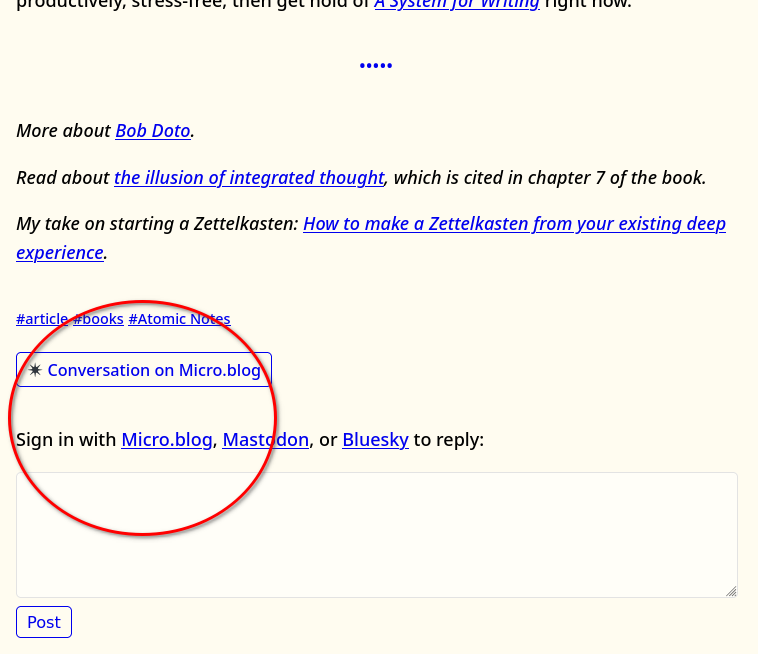 productively, stress-free, then get hold of A System for Writing right now.
•••••
More about Bob Doto.
Read about the illusion of integrated thought, which is cited in chapter 7 of the book.
My take on starting a Zettelkasten: How to make a Zettelkasten from your existing deep
experience.
#article #books #Atomic Notes
✴ Conversation on Micro.blog
Sign in with Micro.blog, Mastodon, or Bluesky to reply:
Post